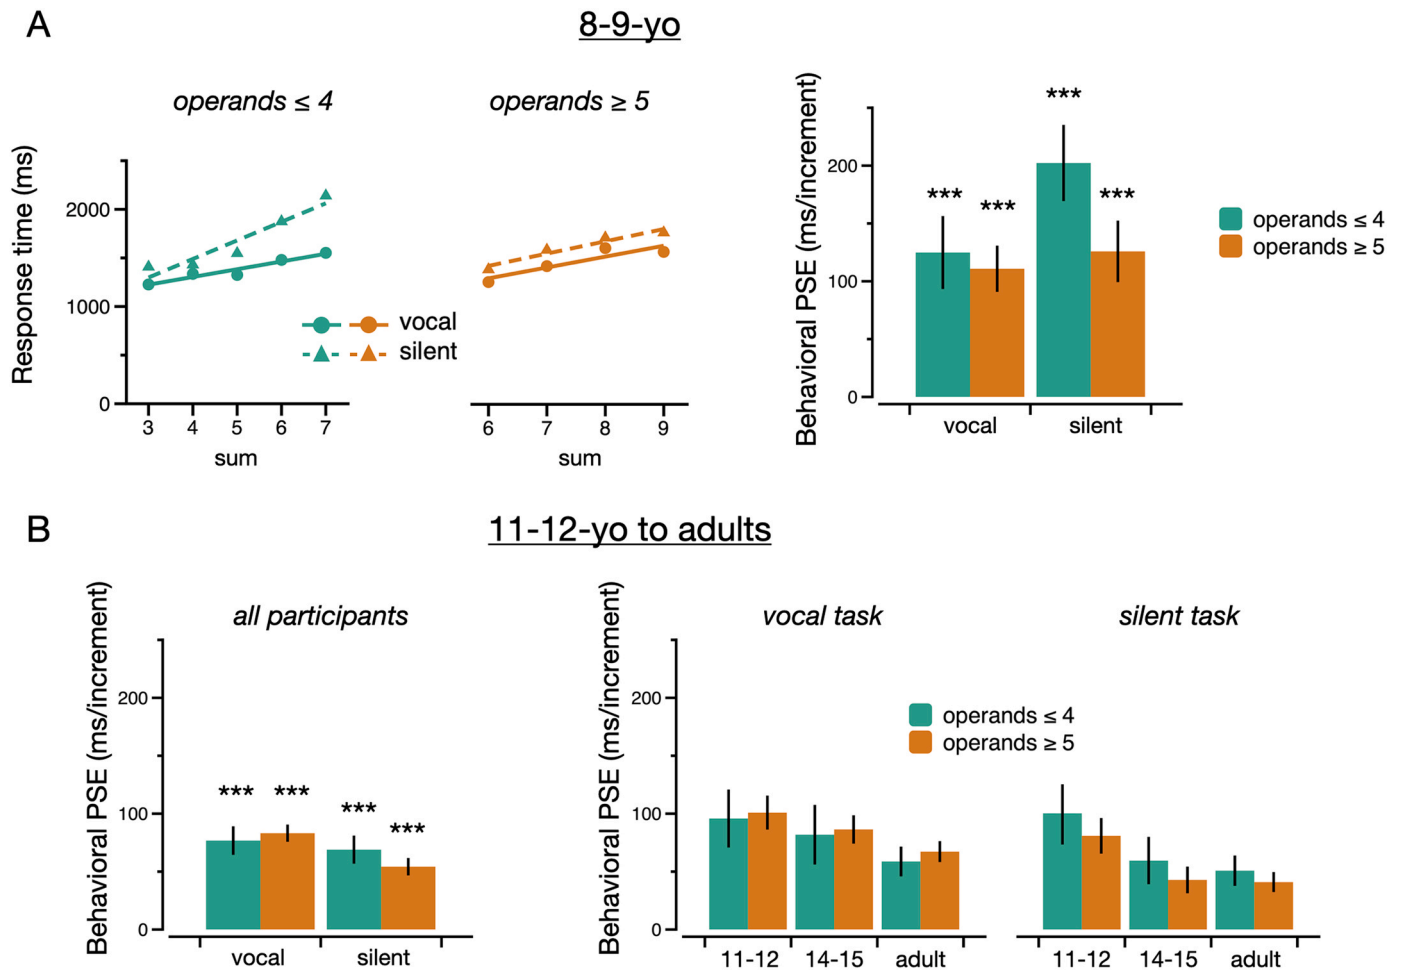 A
8-9-yo
operands ≤ 4
operands ≥ 5
Response time (ms)
2000
1000
0
3 4 5 6 7
sum
6 7 8 9
sum
vocal
silent
Behavioral PSE (ms/increment)
200
100
0
***
***
***
***
vocal silent
operands ≤ 4
operands ≥ 5
B
11-12-yo to adults
all participants
Behavioral PSE (ms/increment)
200
100
0
*** ***
***
***
vocal silent
vocal task
Behavioral PSE (ms/increment)
200
100
0
11-12 14-15 adult
silent task
operands ≤ 4
operands ≥ 5
11-12 14-15 adult